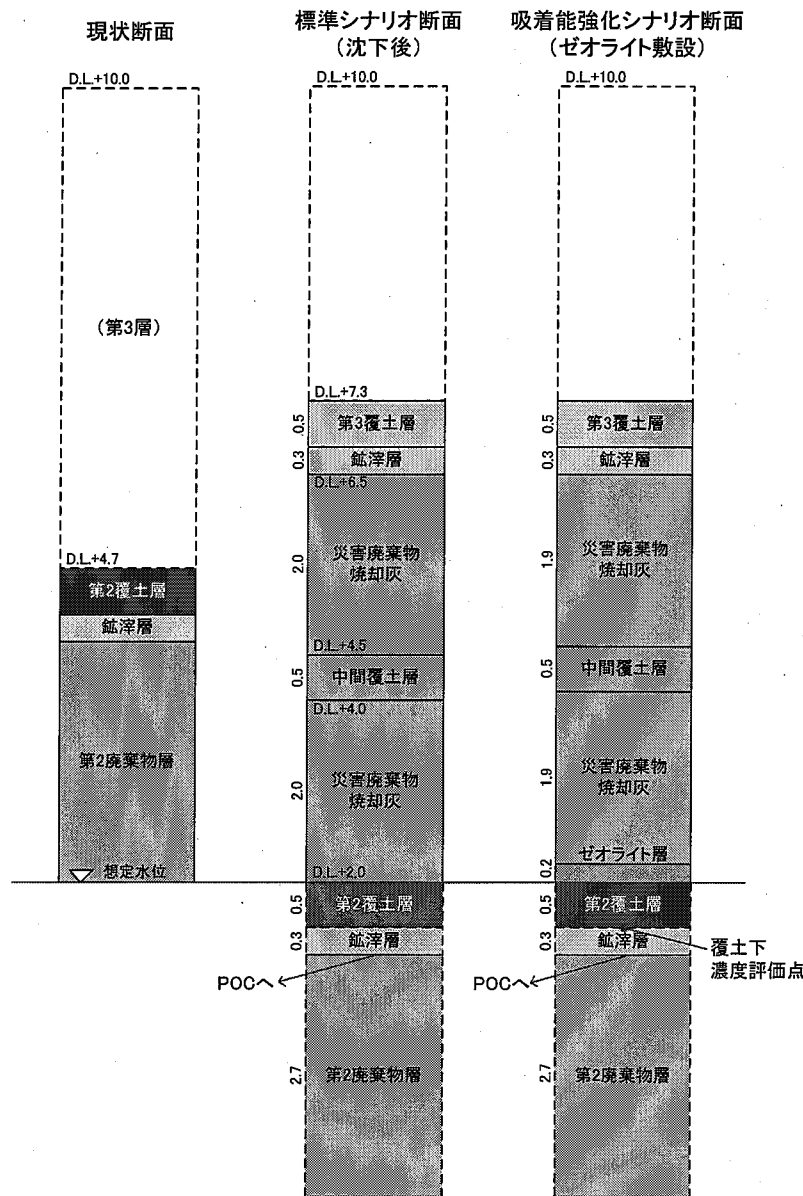 現状断面
D.L.+10.0
(第3層)
D.L.+4.7
第2覆土層
鉱滓層
第2廃棄物層
想定水位
標準シナリオ断面
(沈下後)
D.L.+10.0
D.L.+7.3
0.5
第3覆土層
0.3
鉱滓層
D.L.+6.5
2.0
災害廃棄物
焼却灰
D.L.+4.5
0.5
中間覆土層
D.L.+4.0
2.0
災害廃棄物
焼却灰
D.L.+2.0
0.5
第2覆土層
0.3
鉱滓層
POCへ
2.7
第2廃棄物層
吸着能強化シナリオ断面
(ゼオライト敷設)
D.L.+10.0
0.5
第3覆土層
0.3
鉱滓層
1.9
災害廃棄物
焼却灰
0.5
中間覆土層
1.9
災害廃棄物
焼却灰
ゼオライト層
0.2
0.5
第2覆土層
0.3
鉱滓層
覆土下
濃度評価点
POCへ
2.7
第2廃棄物層